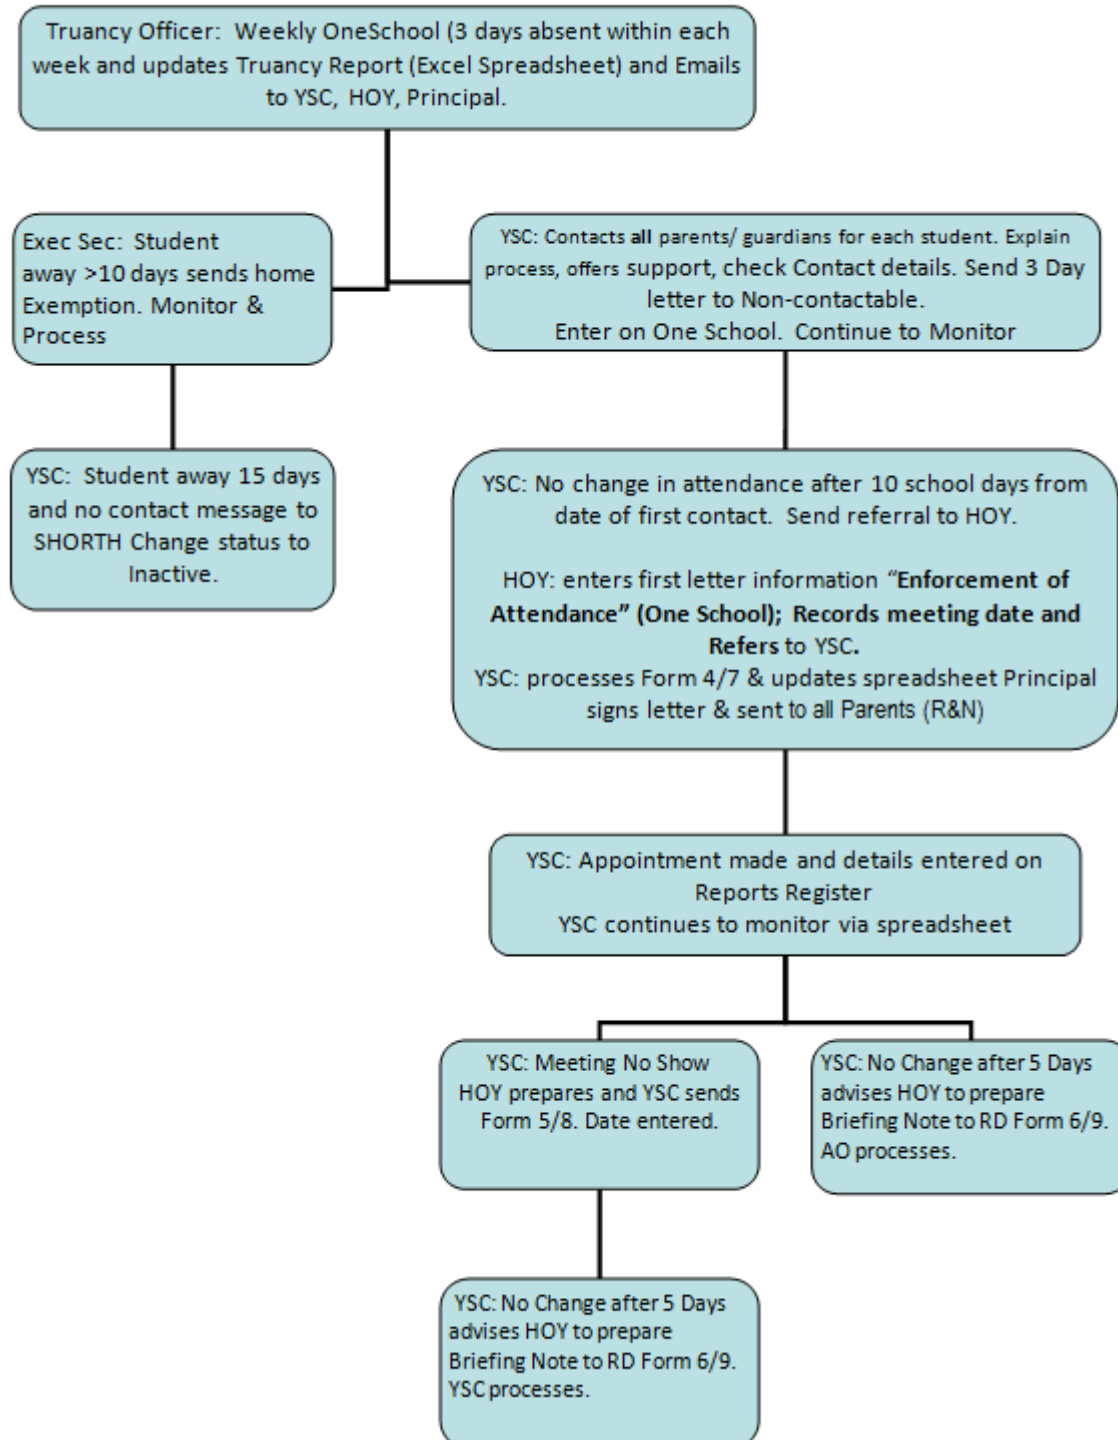 Truancy Officer:  Weekly OneSchool (3 days absent within each
week and updates Truancy Report (Excel Spreadsheet) and Emails
to YSC, HOY, Principal.
Exec Sec:  Student
away >10 days sends home
Exemption. Monitor &
Process
YSC: Contacts all parents/ guardians for each student. Explain
process, offers support, check Contact details. Send 3 Day
letter to Non-contactable.
Enter on One School.  Continue to Monitor
YSC:  Student away 15 days
and no contact message to
SHORTH Change status to
Inactive.
YSC: No change in attendance after 10 school days from
date of first contact.  Send referral to HOY.
HOY: enters first letter information “Enforcement of
Attendance” (One School); Records meeting date and
Refers to YSC.
YSC: processes Form 4/7 & updates spreadsheet Principal
signs letter & sent to all Parents (R&N)
YSC: Appointment made and details entered on
Reports Register
YSC continues to monitor via spreadsheet
YSC: Meeting No Show
HOY prepares and YSC sends
Form 5/8. Date entered.
YSC: No Change after 5 Days
advises HOY to prepare
Briefing Note to RD Form 6/9.
AO processes.
YSC: No Change after 5 Days
advises HOY to prepare
Briefing Note to RD Form 6/9.
YSC processes.